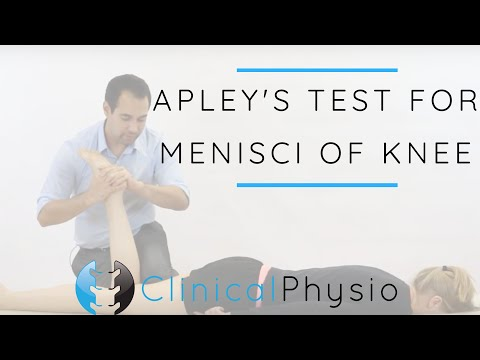 APLEY'S TEST FOR
MENISCI OF KNEE
ClinicalPhysio